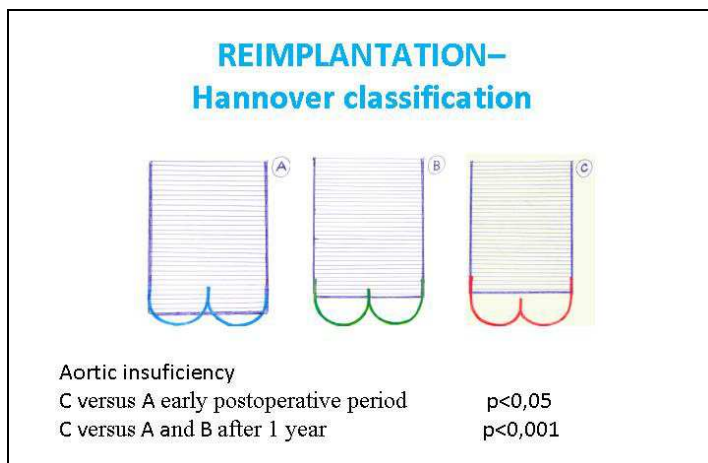 REIMPLANTATION–
Hannover classification
A
B
C
Aortic insuficiency
C versus A early postoperative period p<0,05
C versus A and B after 1 year p<0,001